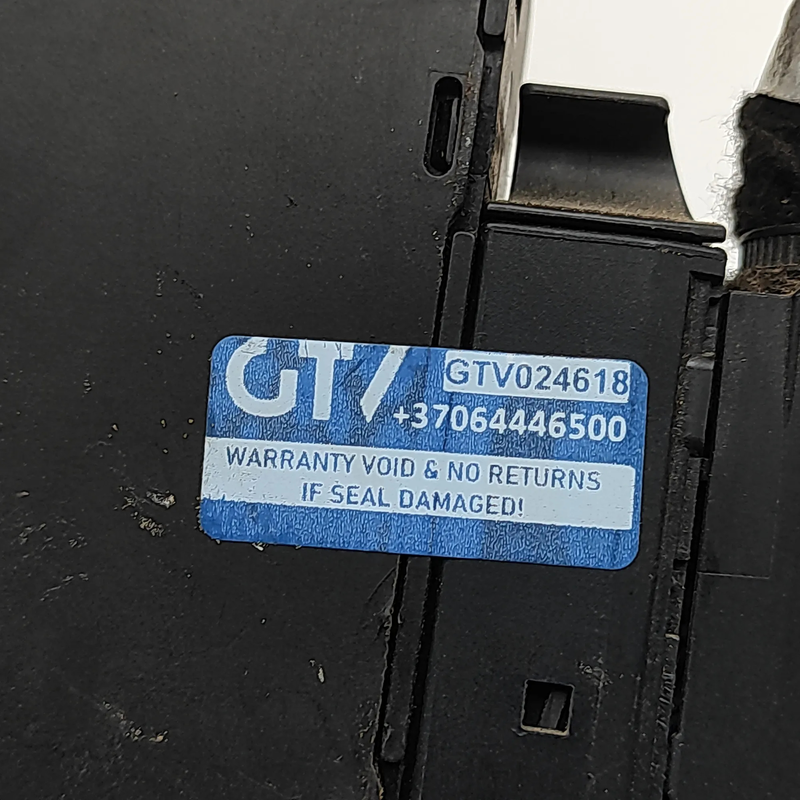 GTV
GTV024618
+37064446500
WARRANTY VOID & NO RETURNS
IF SEAL DAMAGED!